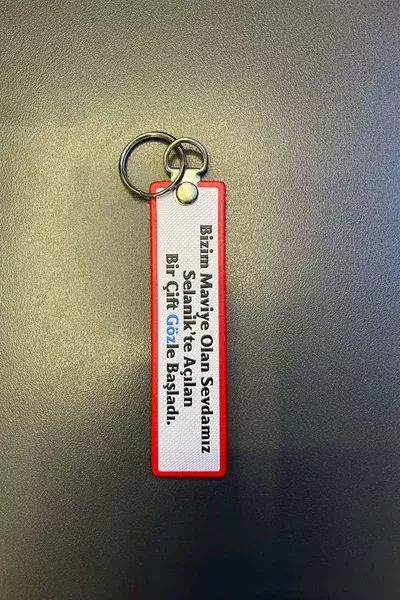 Bizim Maviye Olan Sevdamız
Selanik'te Açılan
Bir Çift Gözle Başladı.